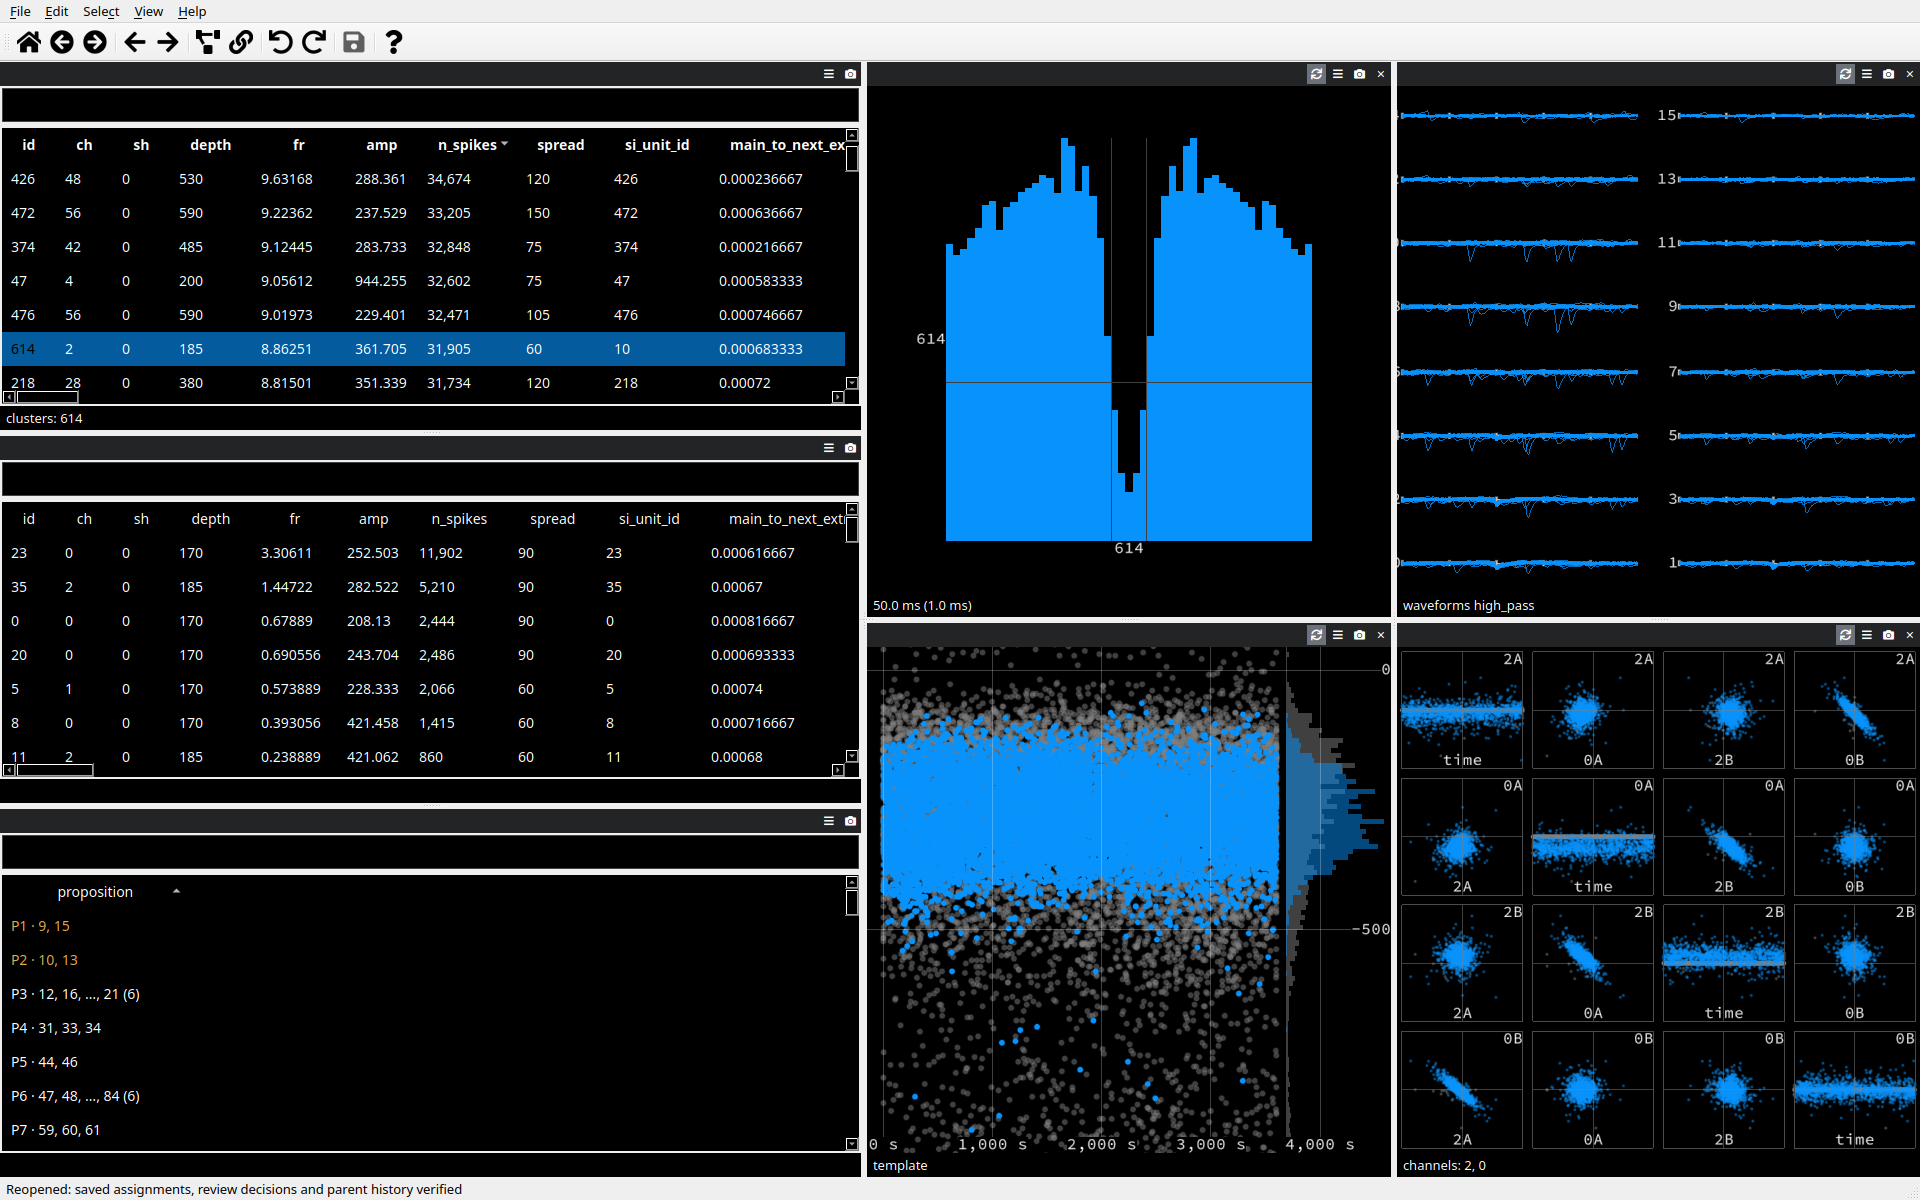 File Edit Select View Help
id ch sh depth fr amp n_spikes spread si_unit_id main_to_next_ex
426 48 0 530 9.63168 288.361 34,674 120 426 0.000236667
472 56 0 590 9.22362 237.529 33,205 150 472 0.000636667
374 42 0 485 9.12445 283.733 32,848 75 374 0.000216667
47 4 0 200 9.05612 944.255 32,602 75 47 0.000583333
476 56 0 590 9.01973 229.401 32,471 105 476 0.000746667
614 2 0 185 8.86251 361.705 31,905 60 10 0.000683333
218 28 0 380 8.81501 351.339 31,734 120 218 0.00072
clusters: 614
id ch sh depth fr amp n_spikes spread si_unit_id main_to_next_ext
23 0 0 170 3.30611 252.503 11,902 90 23 0.000616667
35 2 0 185 1.44722 282.522 5,210 90 35 0.00067
0 0 0 170 0.67889 208.13 2,444 90 0 0.000816667
20 0 0 170 0.690556 243.704 2,486 90 20 0.000693333
5 1 0 170 0.573889 228.333 2,066 60 5 0.00074
8 0 0 170 0.393056 421.458 1,415 60 8 0.000716667
11 2 0 185 0.238889 421.062 860 60 11 0.00068
proposition
P1 · 9, 15
P2 · 10, 13
P3 · 12, 16, ..., 21 (6)
P4 · 31, 33, 34
P5 · 44, 46
P6 · 47, 48, ..., 84 (6)
P7 · 59, 60, 61
614
614
50.0 ms (1.0 ms)
15
13
11
9
7
5
3
1
waveforms high_pass
0
-500
0 s 1,000 s 2,000 s 3,000 s 4,000 s
template
2A 2A 2A 2A
time 0A 2B 0B
0A 0A 0A 0A
2A time 2B 0B
2B 2B 2B 2B
2A 0A time 0B
0B 0B 0B 0B
2A 0A 2B time
channels: 2, 0
Reopened: saved assignments, review decisions and parent history verified